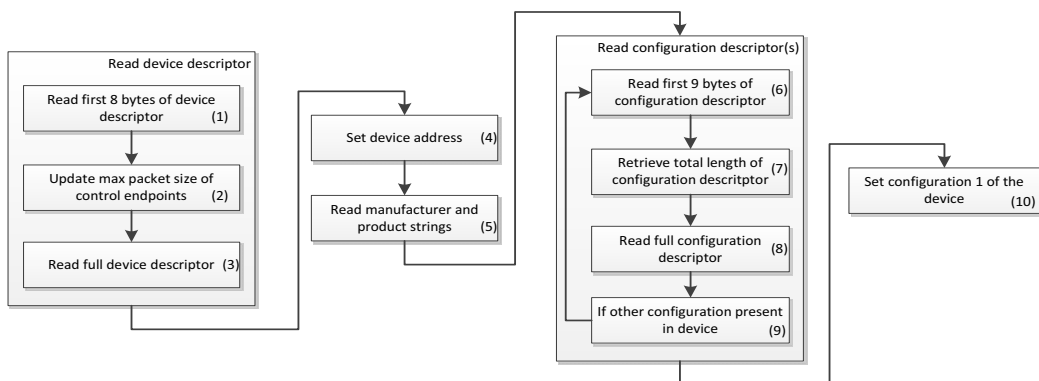 Read device descriptor
Read first 8 bytes of device
descriptor (1)
Update max packet size of
control endpoints (2)
Read full device descriptor (3)
Set device address (4)
Read manufacturer and
product strings (5)
Read configuration descriptor(s)
Read first 9 bytes of (6)
configuration descriptor
Retrieve total length of (7)
configuration descritptor
Read full configuration
descriptor (8)
If other configuration present
in device (9)
Set configuration 1 of the
device (10)